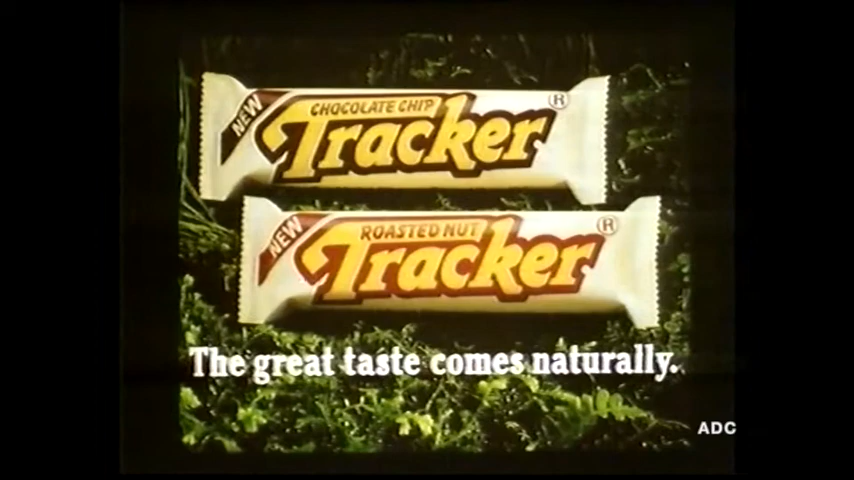 NEW
CHOCOLATE CHIP
®
Tracker
NEW
ROASTED NUT
®
Tracker
The great taste comes naturally.
ADC